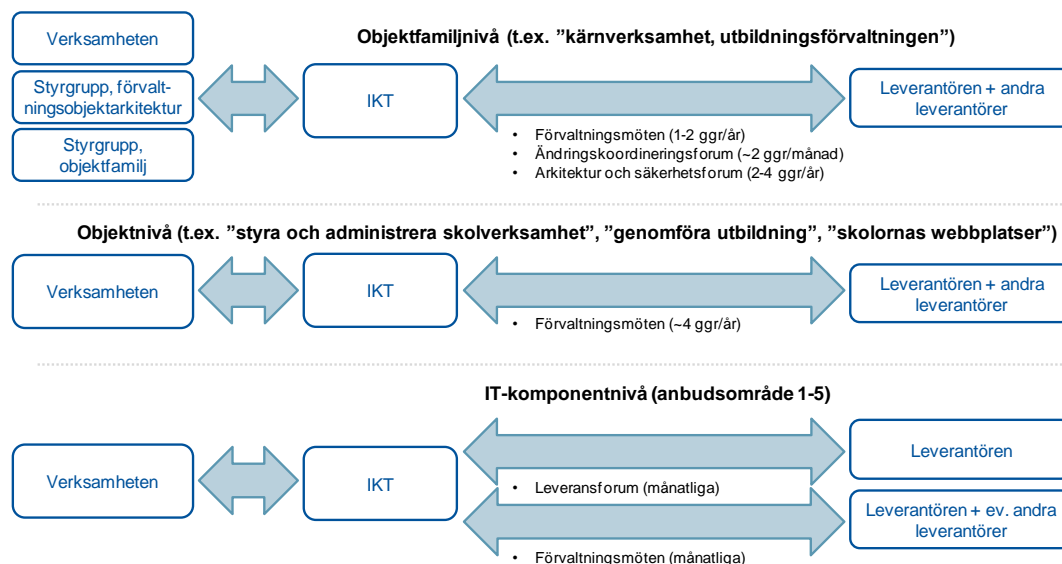 Objektfamiljnivå (t.ex. ”kärnverksamhet, utbildningsförvaltningen”)
Verksamheten
Styrgrupp, förvalt-
ningsobjektarkitektur
Styrgrupp,
objektfamilj
IKT
Leverantören + andra
leverantörer
• Förvaltningsmöten (1-2 ggr/år)
• Ändringskoordineringsforum (~2 ggr/månad)
• Arkitektur och säkerhetsforum (2-4 ggr/år)
Objektnivå (t.ex. ”styra och administrera skolverksamhet”, ”genomföra utbildning”, ”skolornas webbplatser”)
Verksamheten
IKT
Leverantören + andra
leverantörer
• Förvaltningsmöten (~4 ggr/år)
IT-komponentnivå (anbudsområde 1-5)
Verksamheten
IKT
Leverantören
• Leveransforum (månatliga)
Leverantören + ev. andra
leverantörer
• Förvaltningsmöten (månatliga)